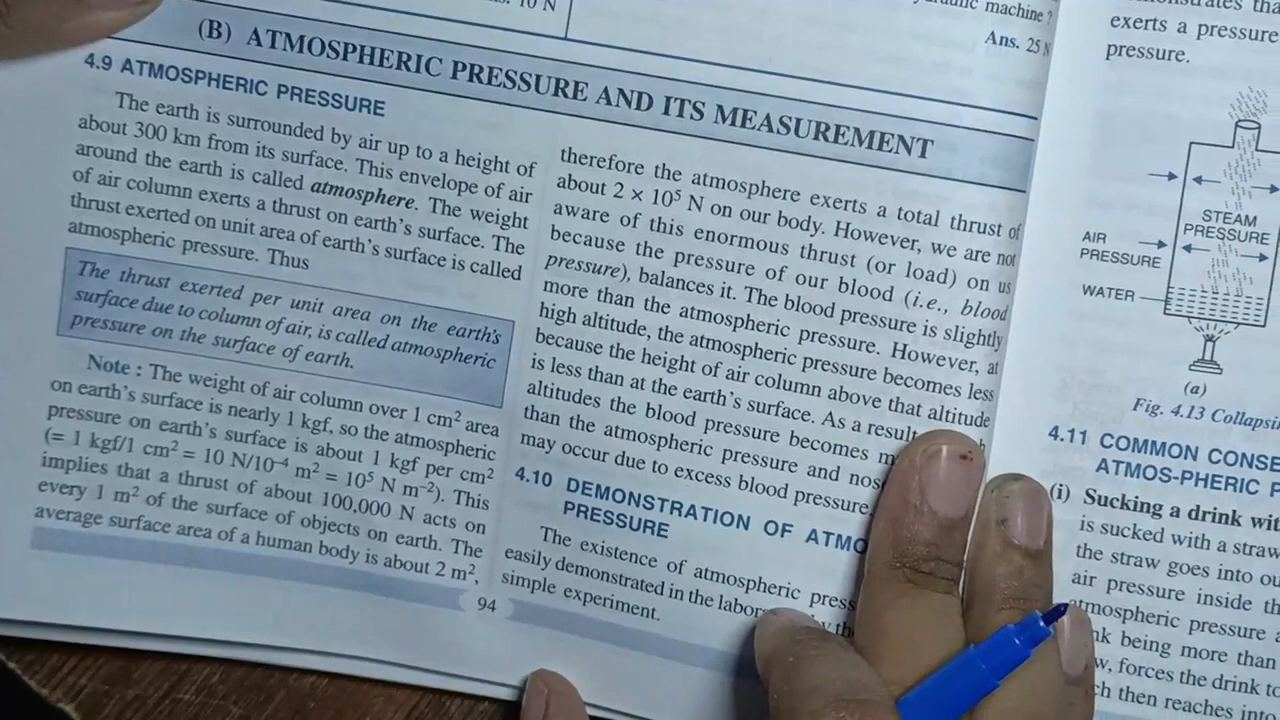 10 N
machine ?
Ans. 25 N
(B) ATMOSPHERIC PRESSURE AND ITS MEASUREMENT
4.9 ATMOSPHERIC PRESSURE
The earth is surrounded by air up to a height of
about 300 km from its surface. This envelope of air
around the earth is called atmosphere. The weight
of air column exerts a thrust on earth's surface. The
thrust exerted on unit area of earth's surface is called
atmospheric pressure. Thus
The thrust exerted per unit area on the earth's
surface due to column of air, is called atmospheric
pressure on the surface of earth.
Note : The weight of air column over 1 cm² area
on earth's surface is nearly 1 kgf, so the atmospheric
pressure on earth's surface is about 1 kgf per cm²
(= 1 kgf/1 cm² = 10 N/10⁻⁴ m² = 10⁵ N m⁻²). This
implies that a thrust of about 100,000 N acts on
every 1 m² of the surface of objects on earth. The
average surface area of a human body is about 2 m²,
94
therefore the atmosphere exerts a total thrust of
about 2 × 10⁵ N on our body. However, we are not
aware of this enormous thrust (or load) on us
because the pressure of our blood (i.e., blood
pressure), balances it. The blood pressure is slightly
more than the atmospheric pressure. However, at
high altitude, the atmospheric pressure becomes less
because the height of air column above that altitude
is less than at the earth's surface. As a result
altitudes the blood pressure becomes
than the atmospheric pressure and
may occur due to excess blood pressure.
4.10 DEMONSTRATION OF
PRESSURE
The existence of atmospheric
easily demonstrated in the
simple experiment.
exerts a pressure
pressure.
STEAM
PRESSURE
AIR
PRESSURE
WATER
(a)
Fig. 4.13
4.11 COMMON
ATMOS-PHERIC
(i) Sucking a drink
is sucked with a straw
the straw goes into
air pressure inside
atmospheric pressure
being more than
forces the drink
then reaches